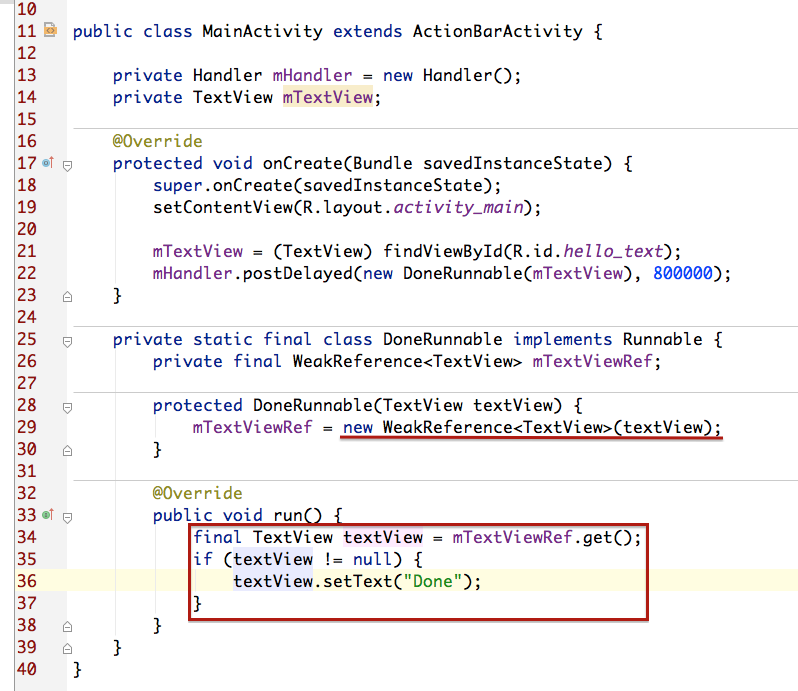 10
11 public class MainActivity extends ActionBarActivity {
12
13     private Handler mHandler = new Handler();
14     private TextView mTextView;
15
16     @Override
17     protected void onCreate(Bundle savedInstanceState) {
18         super.onCreate(savedInstanceState);
19         setContentView(R.layout.activity_main);
20
21         mTextView = (TextView) findViewById(R.id.hello_text);
22         mHandler.postDelayed(new DoneRunnable(mTextView), 800000);
23     }
24
25     private static final class DoneRunnable implements Runnable {
26         private final WeakReference<TextView> mTextViewRef;
27
28         protected DoneRunnable(TextView textView) {
29             mTextViewRef = new WeakReference<TextView>(textView);
30         }
31
32         @Override
33         public void run() {
34             final TextView textView = mTextViewRef.get();
35             if (textView != null) {
36                 textView.setText("Done");
37             }
38         }
39     }
40 }